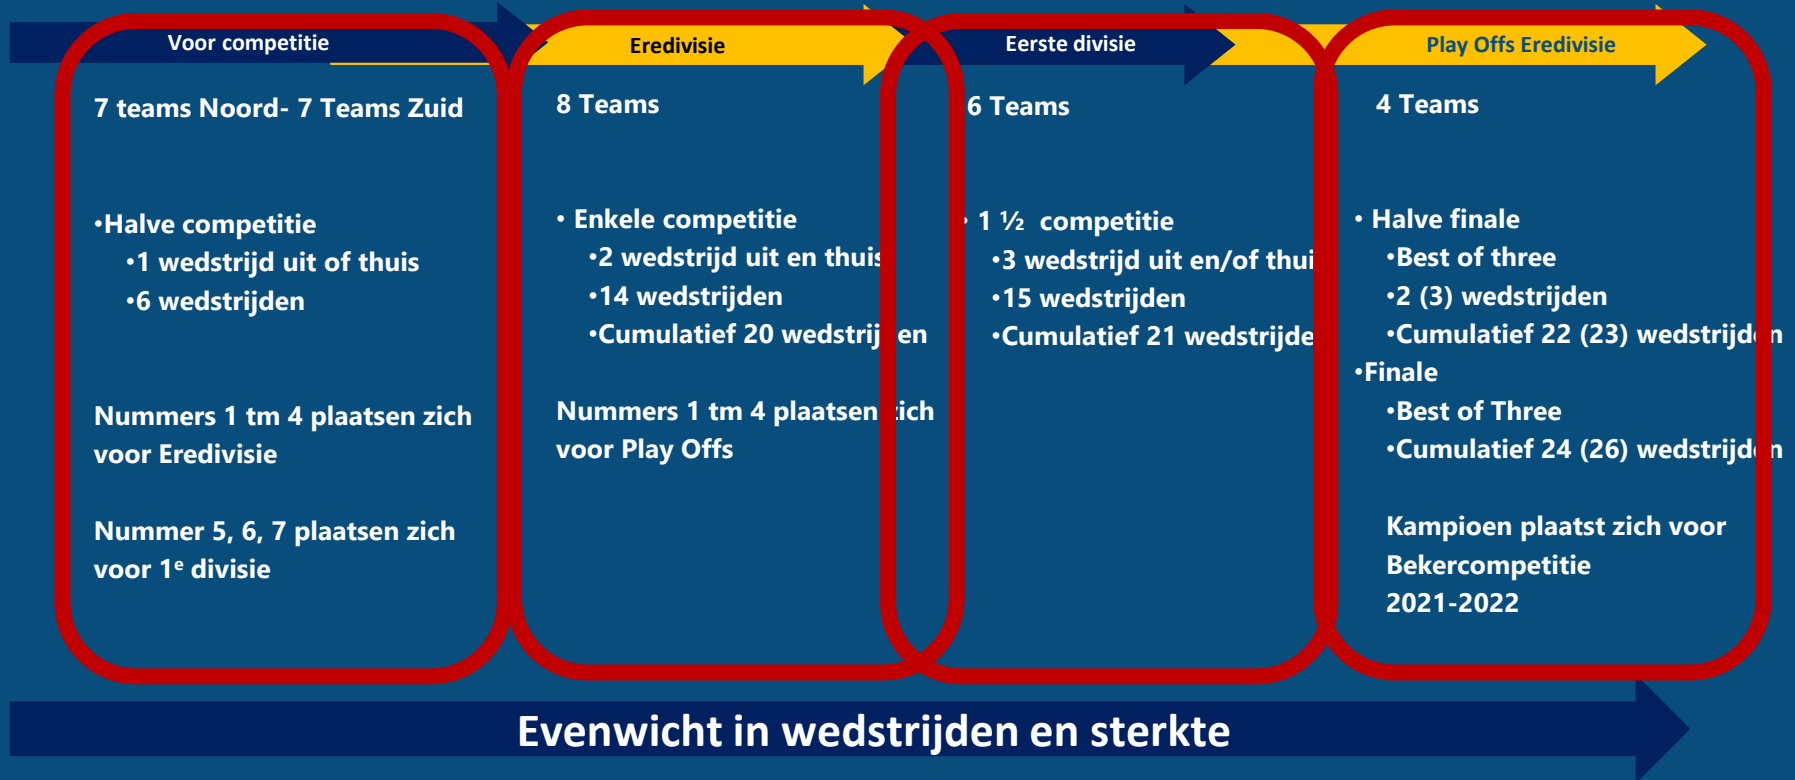 Voor competitie
7 teams Noord- 7 Teams Zuid
•Halve competitie
•1 wedstrijd uit of thuis
•6 wedstrijden
Nummers 1 tm 4 plaatsen zich
voor Eredivisie
Nummer 5, 6, 7 plaatsen zich
voor 1e divisie
Eredivisie
8 Teams
• Enkele competitie
•2 wedstrijd uit en thuis
•14 wedstrijden
•Cumulatief 20 wedstrijden
Nummers 1 tm 4 plaatsen zich
voor Play Offs
Eerste divisie
6 Teams
• 1 ½ competitie
•3 wedstrijd uit en/of thui
•15 wedstrijden
•Cumulatief 21 wedstrijde
Play Offs Eredivisie
4 Teams
• Halve finale
•Best of three
•2 (3) wedstrijden
•Cumulatief 22 (23) wedstrijden
•Finale
•Best of Three
•Cumulatief 24 (26) wedstrijden
Kampioen plaatst zich voor
Bekercompetitie
2021-2022
Evenwicht in wedstrijden en sterkte